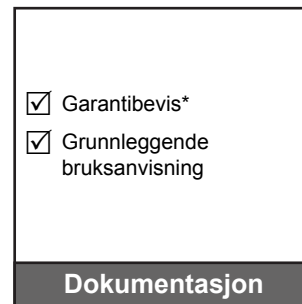 ☑ Garantibevis*
☑ Grunnleggende
bruksanvisning
Dokumentasjon